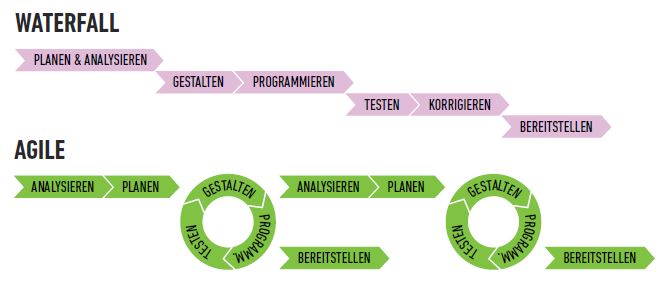 WATERFALL
PLANEN & ANALYSIEREN
GESTALTEN PROGRAMMIEREN
TESTEN KORRIGIEREN
BEREITSTELLEN
AGILE
ANALYSIEREN PLANEN
GESTALTEN
PROGRAMM.
TESTEN
BEREITSTELLEN
ANALYSIEREN PLANEN
GESTALTEN
PROGRAMM.
TESTEN
BEREITSTELLEN